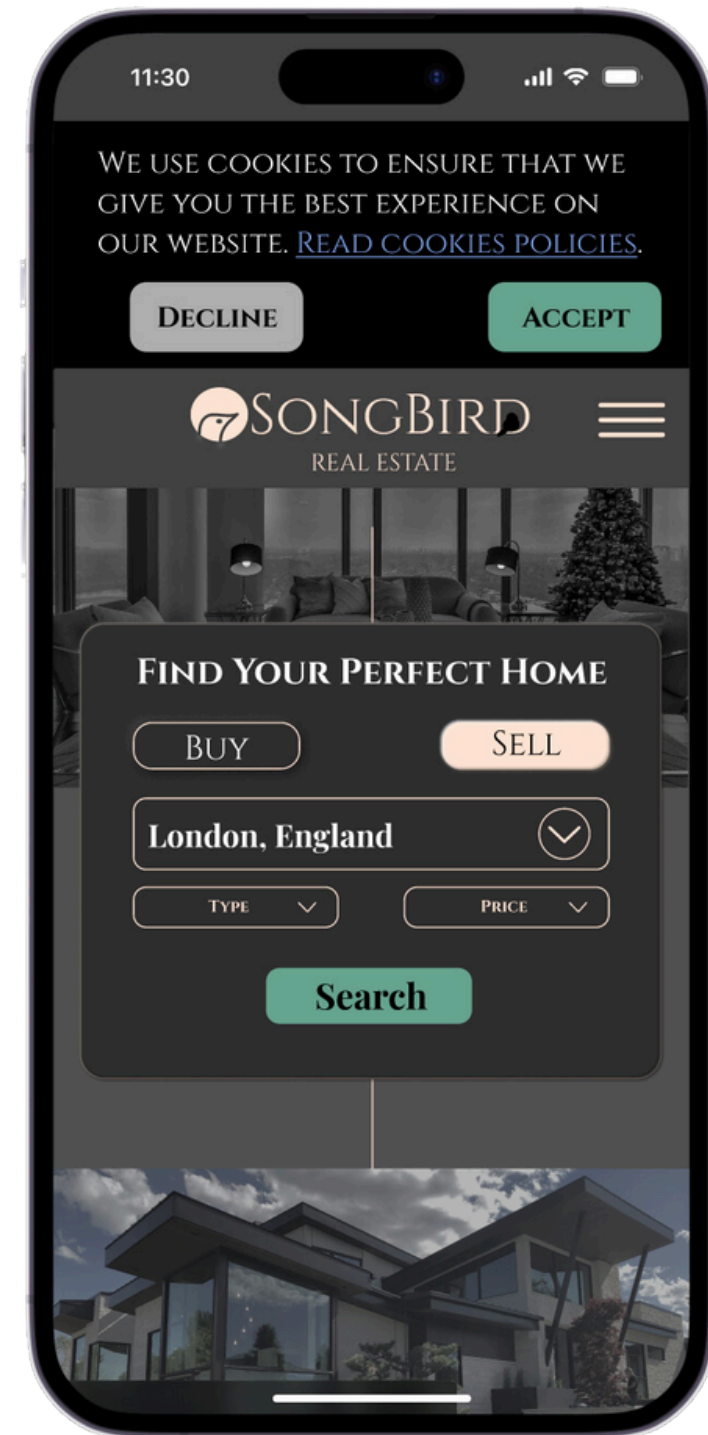 11:30
We use cookies to ensure that we
give you the best experience on
our website. Read cookies policies.
Decline
Accept
SongBird
Real Estate
Find Your Perfect Home
Buy
Sell
London, England
Type
Price
Search